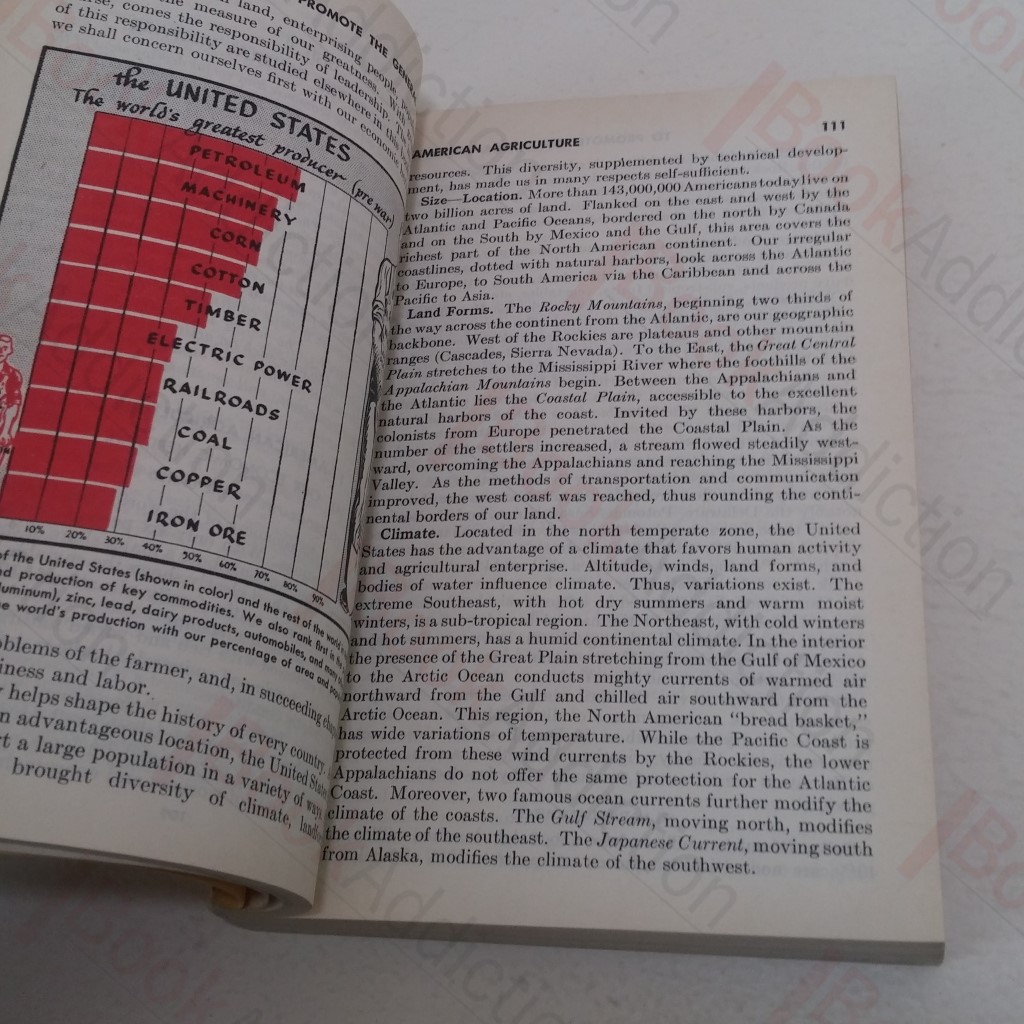 PROMOTE THE GENER
land, enterprising people,
the measure of our greatness. With
comes the responsibility of leadership. The
of this responsibility are studied elsewhere in this
we shall concern ourselves first with our economic
the UNITED STATES
The world's greatest producer (pre war)
PETROLEUM
MACHINERY
CORN
COTTON
TIMBER
ELECTRIC POWER
RAILROADS
COAL
COPPER
IRON ORE
10% 20% 30% 40% 50% 60% 70% 80% 90%
of the United States (shown in color) and the rest of the world in
production of key commodities. We also rank first in the
zinc, lead, dairy products, automobiles, and many
world's production with our percentage of area and
blems of the farmer, and, in succeeding
iness and labor.
helps shape the history of every country.
n advantageous location, the United States
rt a large population in a variety of ways
brought diversity of climate,
AMERICAN AGRICULTURE 111
resources. This diversity, supplemented by technical develop-
ment, has made us in many respects self-sufficient.
Size—Location. More than 143,000,000 Americans today live on
two billion acres of land. Flanked on the east and west by the
Atlantic and Pacific Oceans, bordered on the north by Canada
and on the South by Mexico and the Gulf, this area covers the
richest part of the North American continent. Our irregular
coastlines, dotted with natural harbors, look across the Atlantic
to Europe, to South America via the Caribbean and across the
Pacific to Asia.
Land Forms. The Rocky Mountains, beginning two thirds of
the way across the continent from the Atlantic, are our geographic
backbone. West of the Rockies are plateaus and other mountain
ranges (Cascades, Sierra Nevada). To the East, the Great Central
Plain stretches to the Mississippi River where the foothills of the
Appalachian Mountains begin. Between the Appalachians and
the Atlantic lies the Coastal Plain, accessible to the excellent
natural harbors of the coast. Invited by these harbors, the
colonists from Europe penetrated the Coastal Plain. As the
number of the settlers increased, a stream flowed steadily west-
ward, overcoming the Appalachians and reaching the Mississippi
Valley. As the methods of transportation and communication
improved, the west coast was reached, thus rounding the conti-
nental borders of our land.
Climate. Located in the north temperate zone, the United
States has the advantage of a climate that favors human activity
and agricultural enterprise. Altitude, winds, land forms, and
bodies of water influence climate. Thus, variations exist. The
extreme Southeast, with hot dry summers and warm moist
winters, is a sub-tropical region. The Northeast, with cold winters
and hot summers, has a humid continental climate. In the interior
the presence of the Great Plain stretching from the Gulf of Mexico
to the Arctic Ocean conducts mighty currents of warmed air
northward from the Gulf and chilled air southward from the
Arctic Ocean. This region, the North American "bread basket,"
has wide variations of temperature. While the Pacific Coast is
protected from these wind currents by the Rockies, the lower
Appalachians do not offer the same protection for the Atlantic
Coast. Moreover, two famous ocean currents further modify the
climate of the coasts. The Gulf Stream, moving north, modifies
the climate of the southeast. The Japanese Current, moving south
from Alaska, modifies the climate of the southwest.
BookAddiction